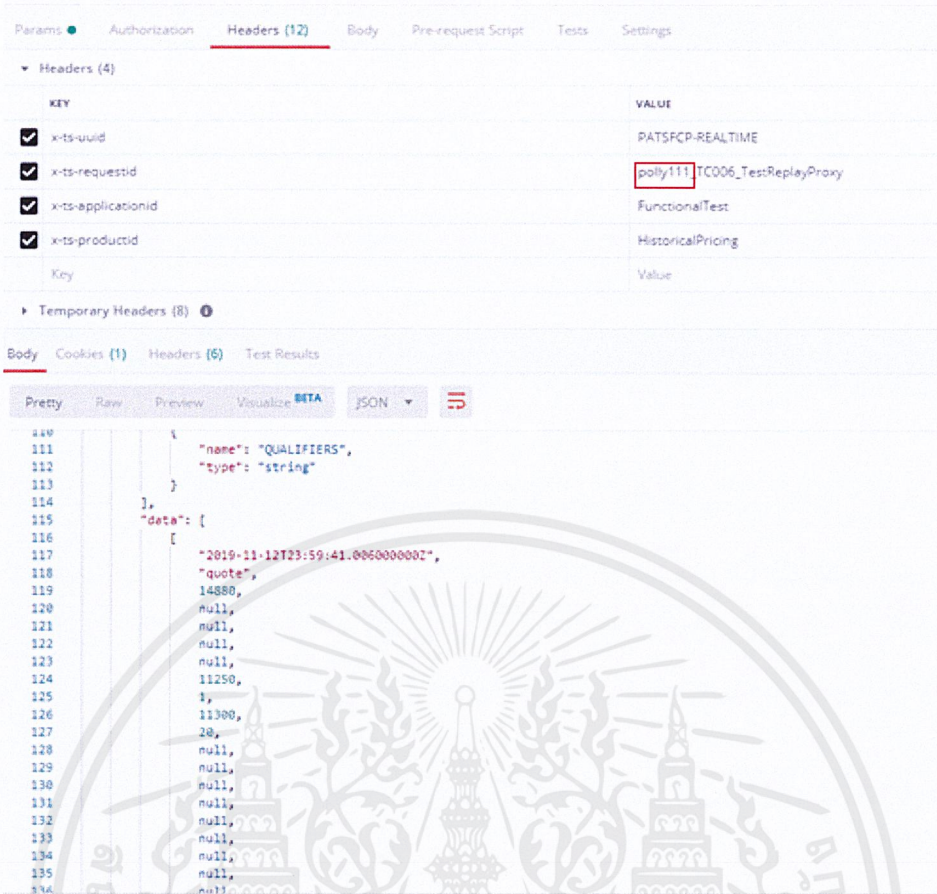 Params Authorization Headers (12) Body Pre-request Script Tests Settings
Headers (4)
KEY VALUE
x-ts-uuid PATSFCP-REALTIME
x-ts-requestid polly111_TC006_TestReplayProxy
x-ts-applicationid FunctionalTest
x-ts-productid HistoricalPricing
Key Value
Temporary Headers (8)
Body Cookies (1) Headers (6) Test Results
Pretty Raw Preview Visualize BETA JSON
110 {
111 "name": "QUALIFIERS",
112 "type": "string"
113 }
114 ],
115 "data": [
116 [
117 "2019-11-12T23:59:41.006000000Z",
118 "quote",
119 14880,
120 null,
121 null,
122 null,
123 null,
124 11250,
125 1,
126 11300,
127 20,
128 null,
129 null,
130 null,
131 null,
132 null,
133 null,
134 null,
135 null,
136 null